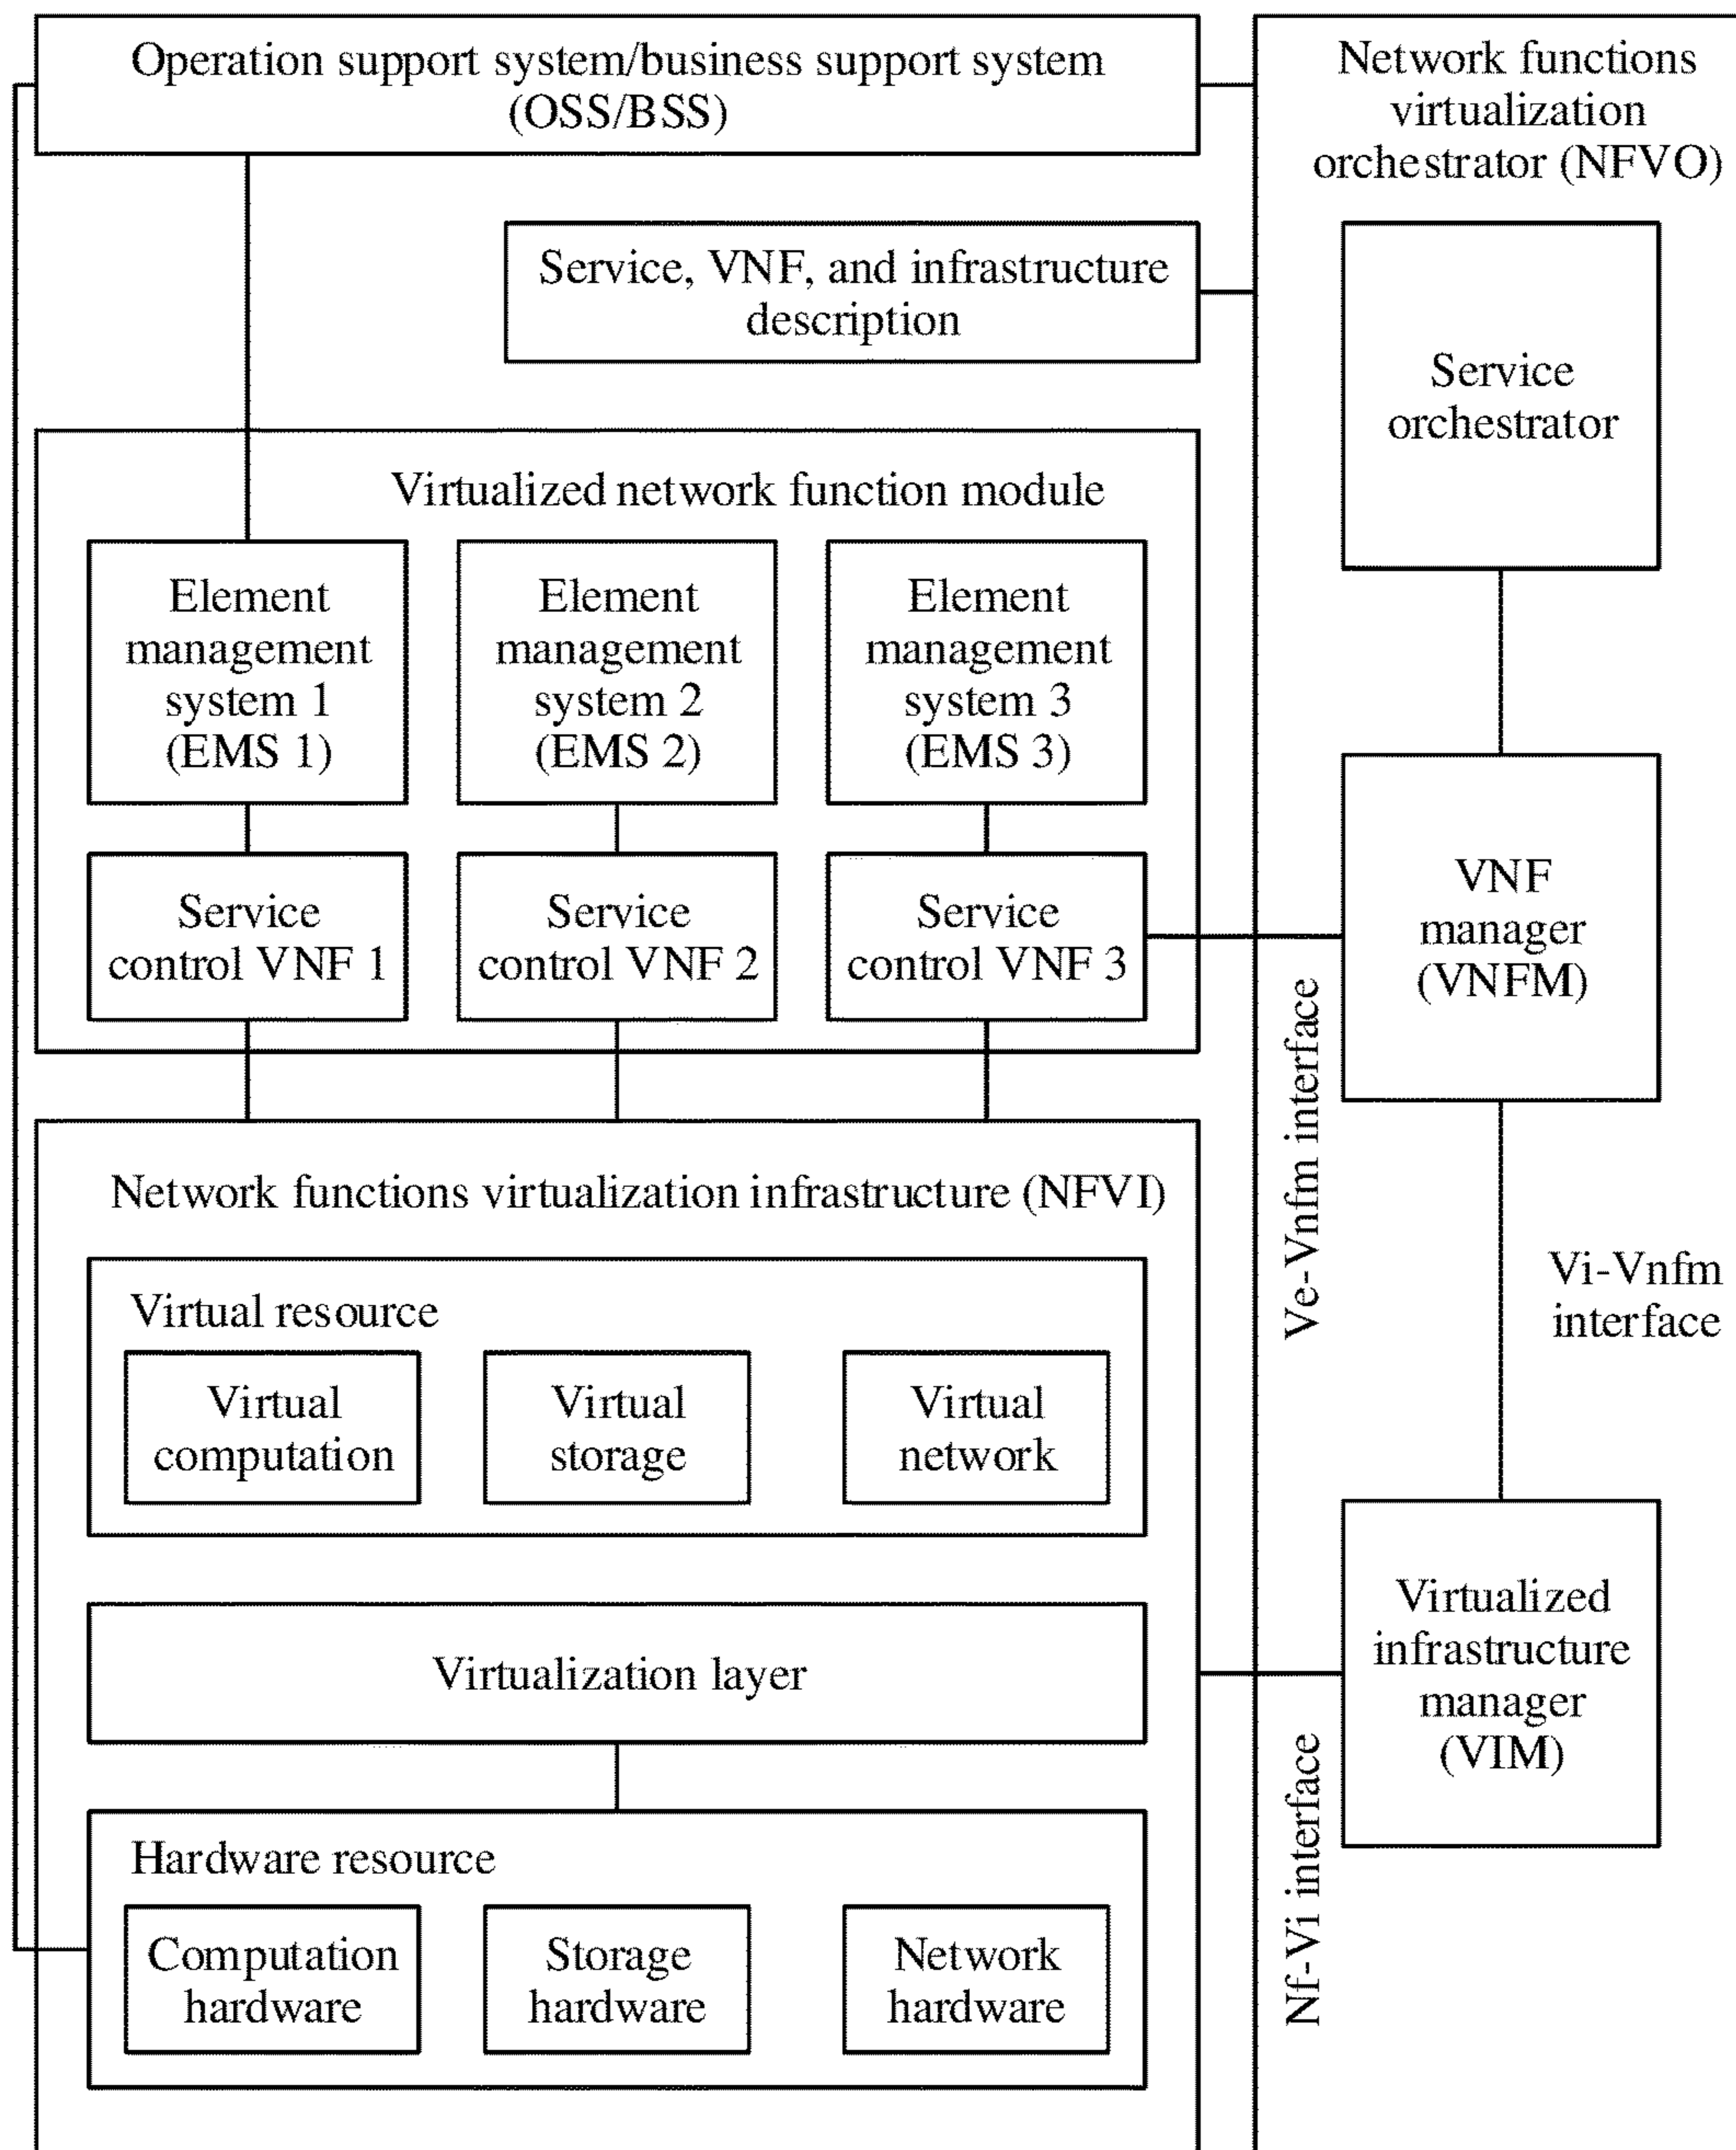 Operation support system/business support system
(OSS/BSS)
Network functions
virtualization
orchestrator (NFVO)
Service, VNF, and infrastructure
description
Service
orchestrator
Virtualized network function module
Element
management
system 1
(EMS 1)
Element
management
system 2
(EMS 2)
Element
management
system 3
(EMS 3)
Service
control VNF 1
Service
control VNF 2
Service
control VNF 3
VNF
manager
(VNFM)
Ve-Vnfm interface
Vi-Vnfm
interface
Network functions virtualization infrastructure (NFVI)
Virtual resource
Virtual
computation
Virtual
storage
Virtual
network
Virtualization layer
Virtualized
infrastructure
manager
(VIM)
Nf-Vi interface
Hardware resource
Computation
hardware
Storage
hardware
Network
hardware